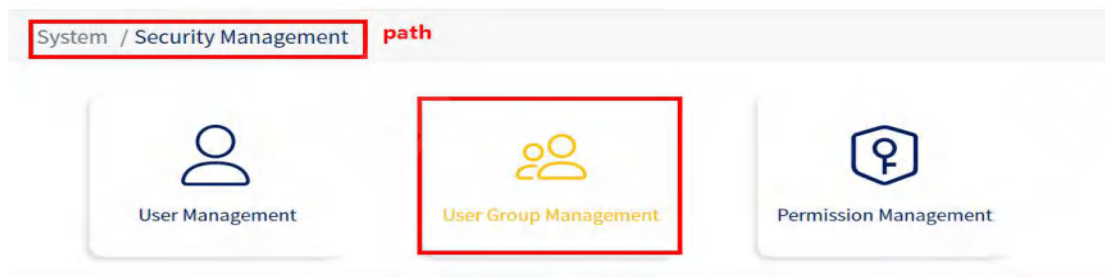 System / Security Management path
User Management User Group Management Permission Management